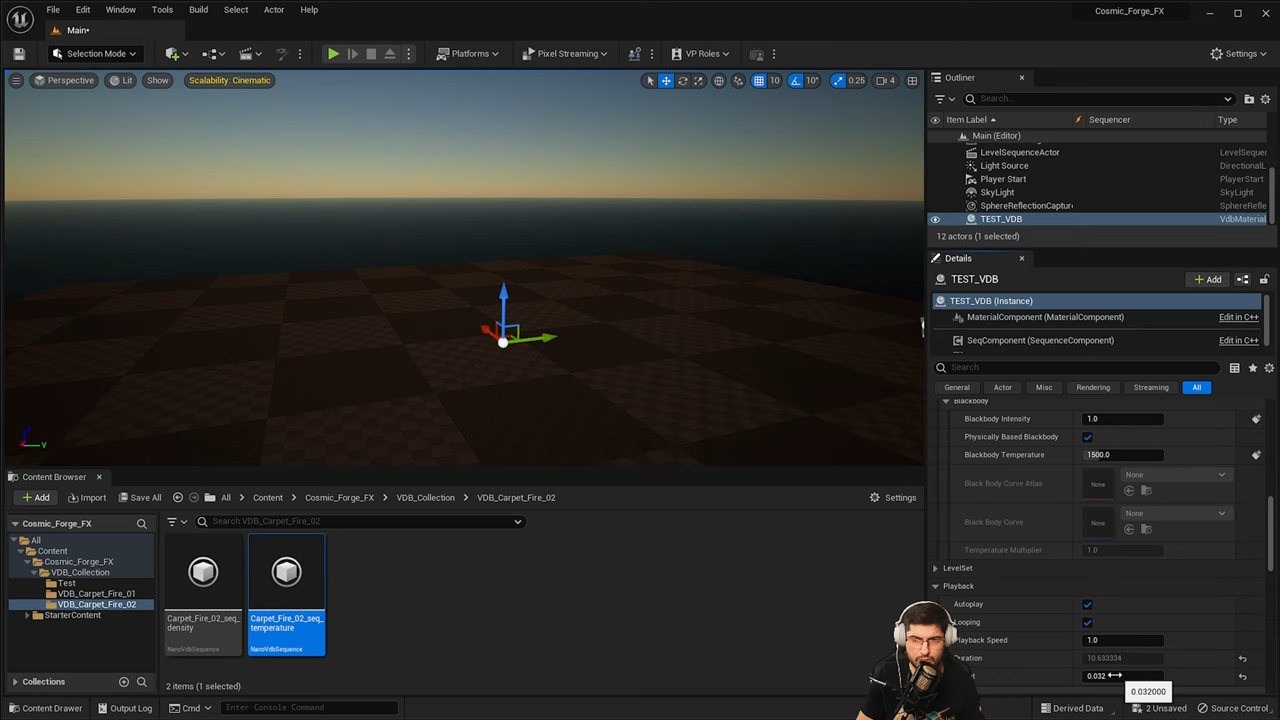 File Edit Window Tools Build Select Actor Help
Cosmic_Forge_FX
Main•
Selection Mode
Platforms
Pixel Streaming
VP Roles
Settings
Perspective
Lit
Show
Scalability: Cinematic
10
10°
0.25
4
Outliner
Search...
Item Label
Sequencer
Type
Main (Editor)
LevelSequenceActor
LevelSequer
Light Source
DirectionalL
Player Start
PlayerStart
SkyLight
SkyLight
SphereReflectionCapture
SphereRefle
TEST_VDB
VdbMaterial
12 actors (1 selected)
Details
TEST_VDB
Add
TEST_VDB (Instance)
MaterialComponent (MaterialComponent)
Edit in C++
SeqComponent (SequenceComponent)
Edit in C++
Search
General
Actor
Misc
Rendering
Streaming
All
Blackbody
Blackbody Intensity
1.0
Physically Based Blackbody
Blackbody Temperature
1500.0
Black Body Curve Atlas
None
None
Black Body Curve
None
None
Temperature Multiplier
1.0
LevelSet
Playback
Autoplay
Looping
Playback Speed
1.0
Duration
10.633334
0.032
0.032000
Content Browser
Add
Import
Save All
All
Content
Cosmic_Forge_FX
VDB_Collection
VDB_Carpet_Fire_02
Settings
Cosmic_Forge_FX
Search VDB_Carpet_Fire_02
All
Content
Cosmic_Forge_FX
VDB_Collection
Test
VDB_Carpet_Fire_01
VDB_Carpet_Fire_02
StarterContent
Carpet_Fire_02_seq_
density
NanoVdbSequence
Carpet_Fire_02_seq_
temperature
NanoVdbSequence
Collections
2 items (1 selected)
Content Drawer
Output Log
Cmd
Enter Console Command
Derived Data
2 Unsaved
Source Control